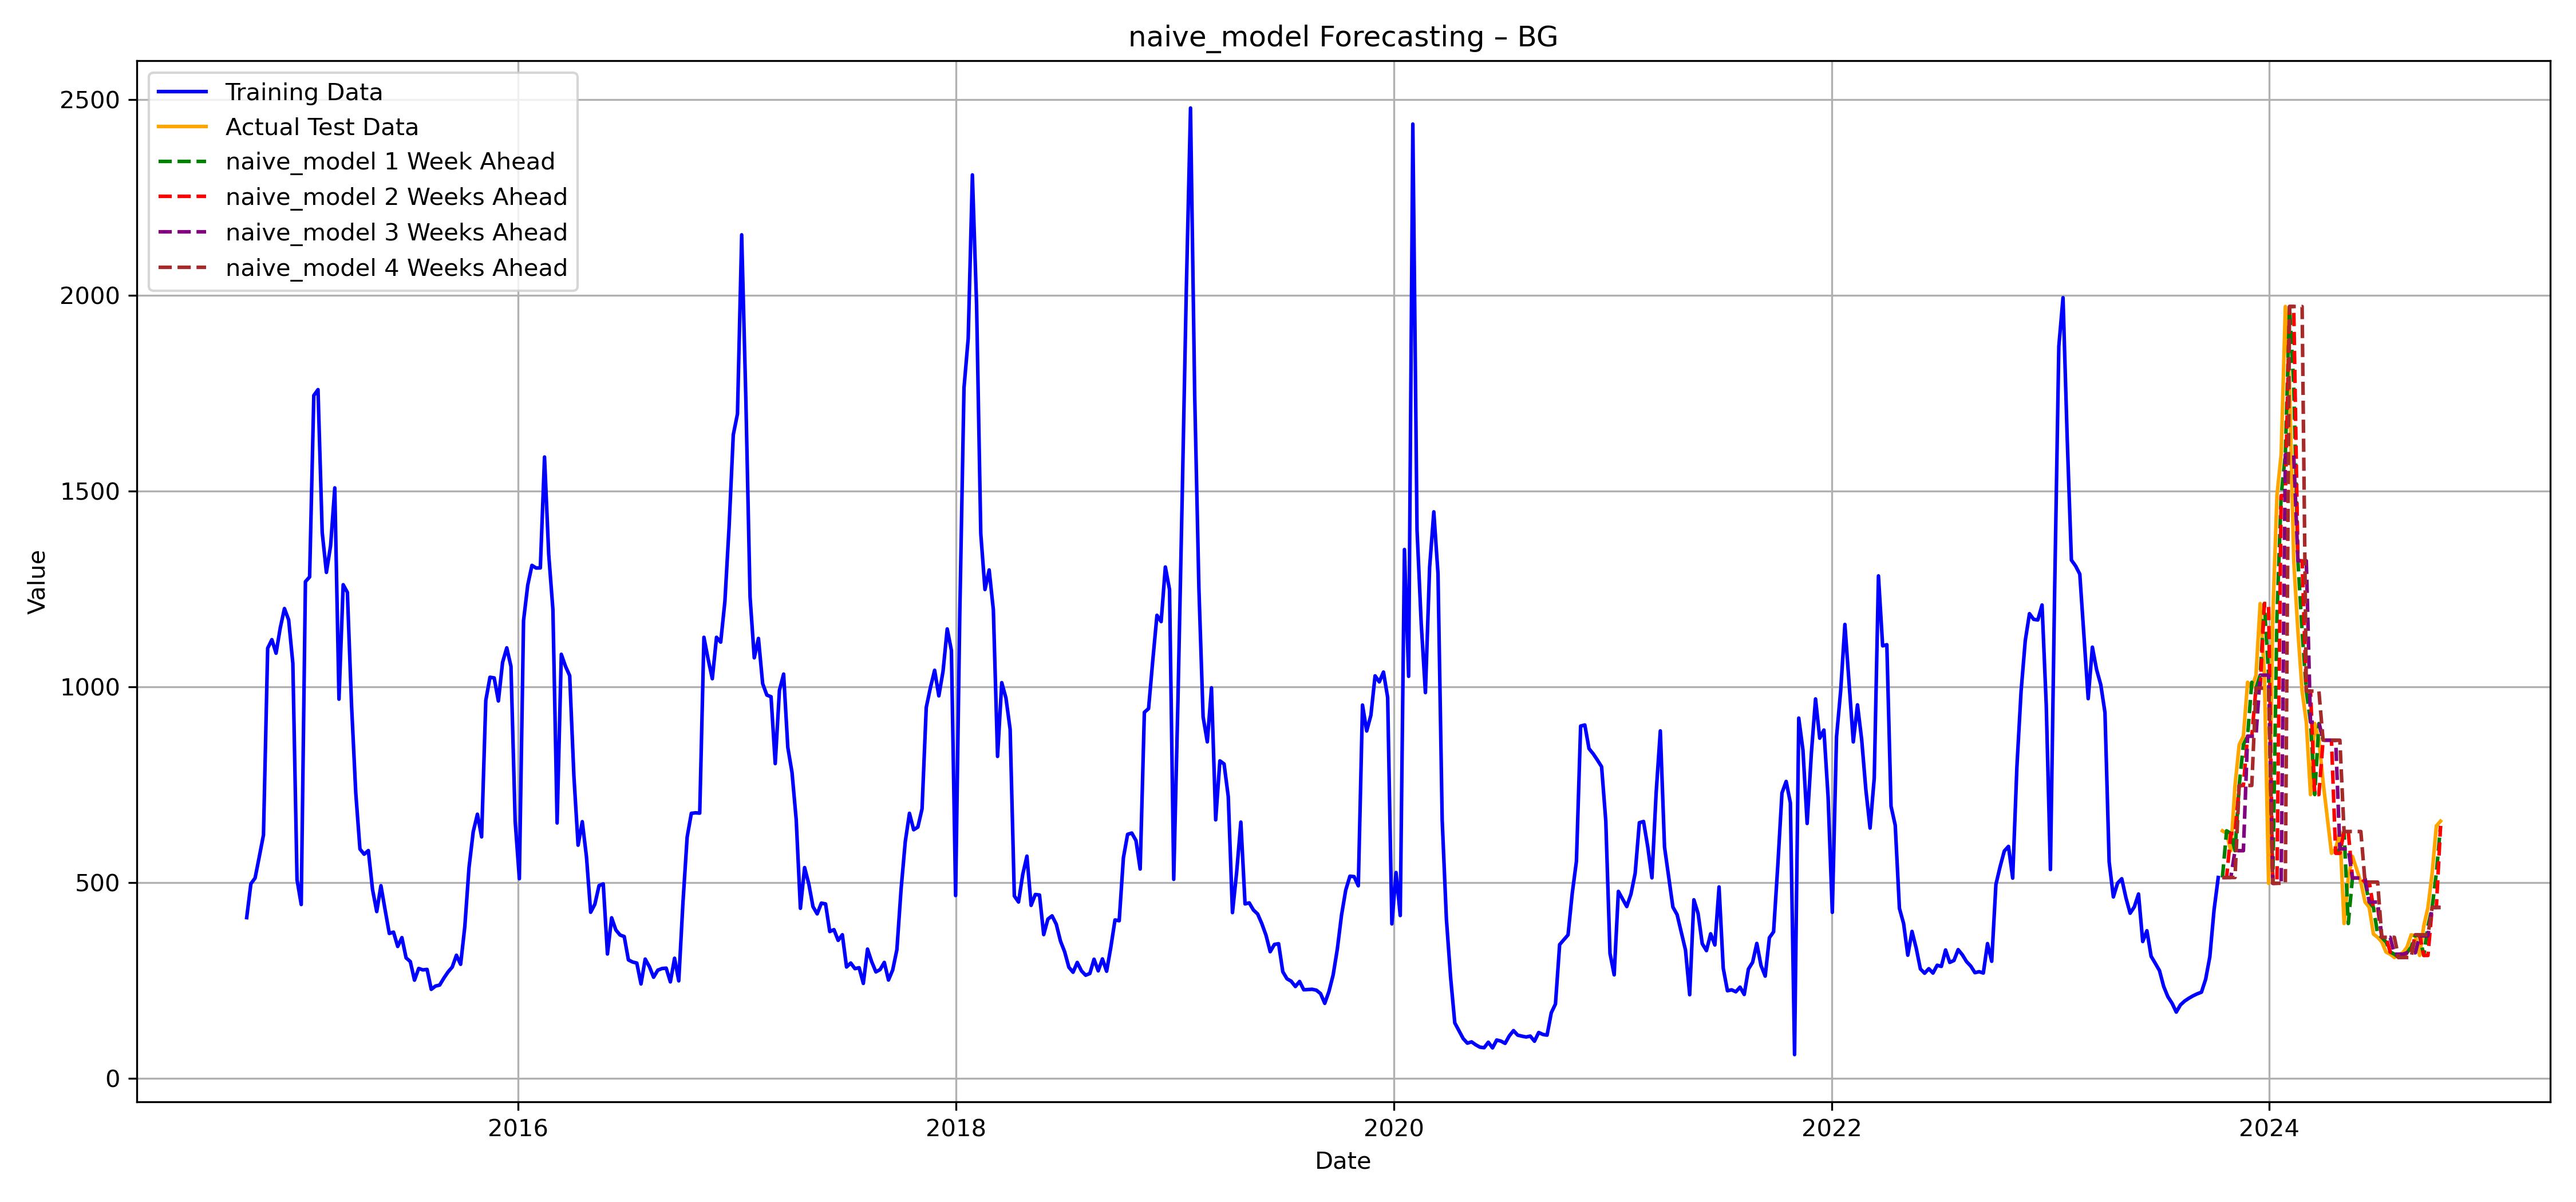 naive_model Forecasting – BG
Training Data
Actual Test Data
naive_model 1 Week Ahead
naive_model 2 Weeks Ahead
naive_model 3 Weeks Ahead
naive_model 4 Weeks Ahead
2500
2000
1500
1000
500
0
Value
2016
2018
2020
2022
2024
Date